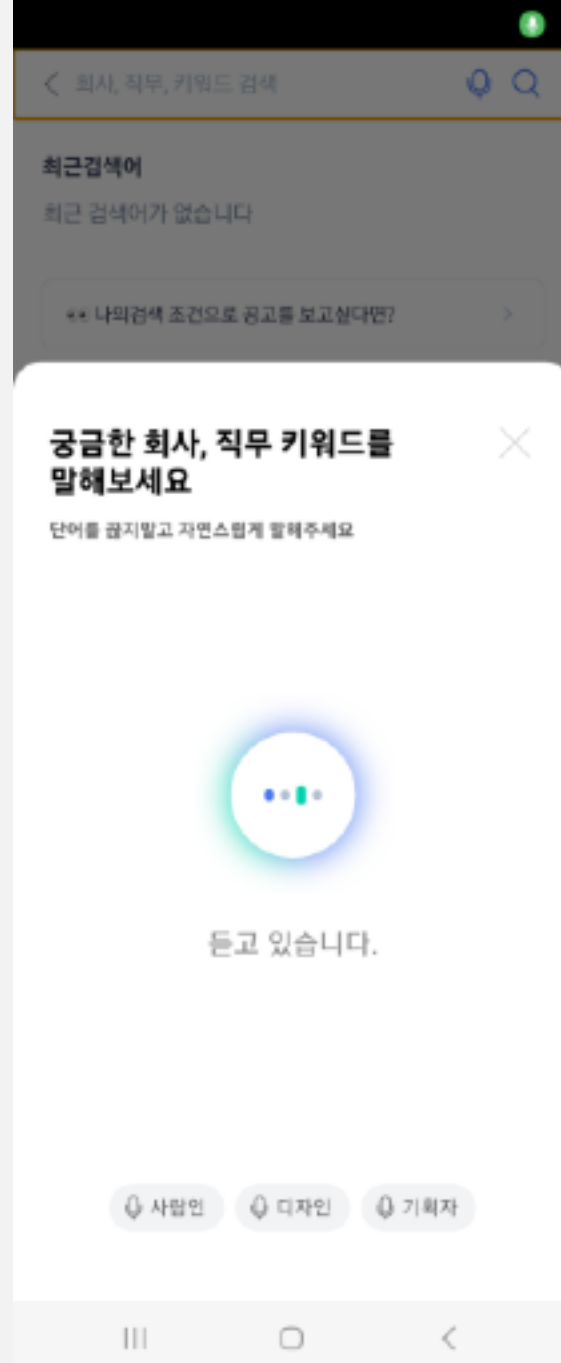 회사, 직무, 키워드 검색
최근검색어
최근 검색어가 없습니다
👀 나의검색 조건으로 공고를 보고싶다면?
궁금한 회사, 직무 키워드를
말해보세요
단어를 끊지말고 자연스럽게 말해주세요
듣고 있습니다.
사람인
디자인
기획자